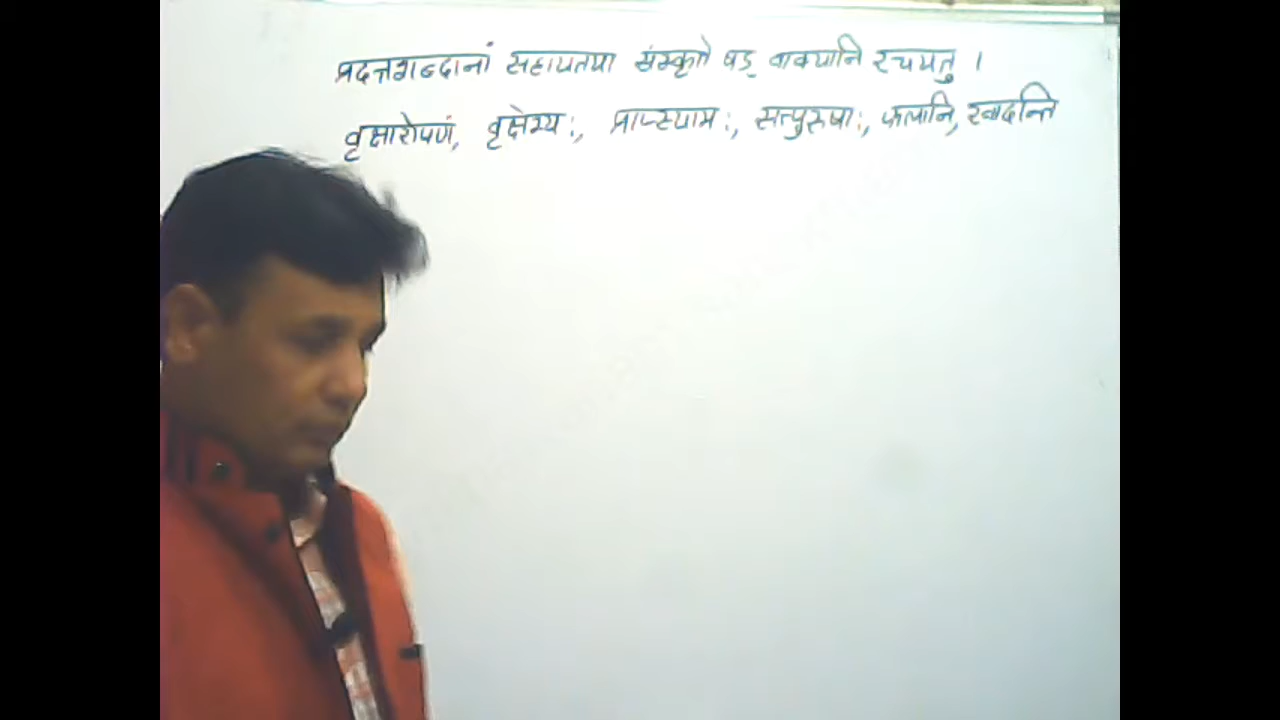 प्रदत्तशब्दानां सहायतया संस्कृते षड् वाक्यानि रचयतु ।
वृक्षारोपणं, वृक्षेभ्यः, प्राप्स्यामः, सत्पुरुषाः, फलानि, खादन्ति